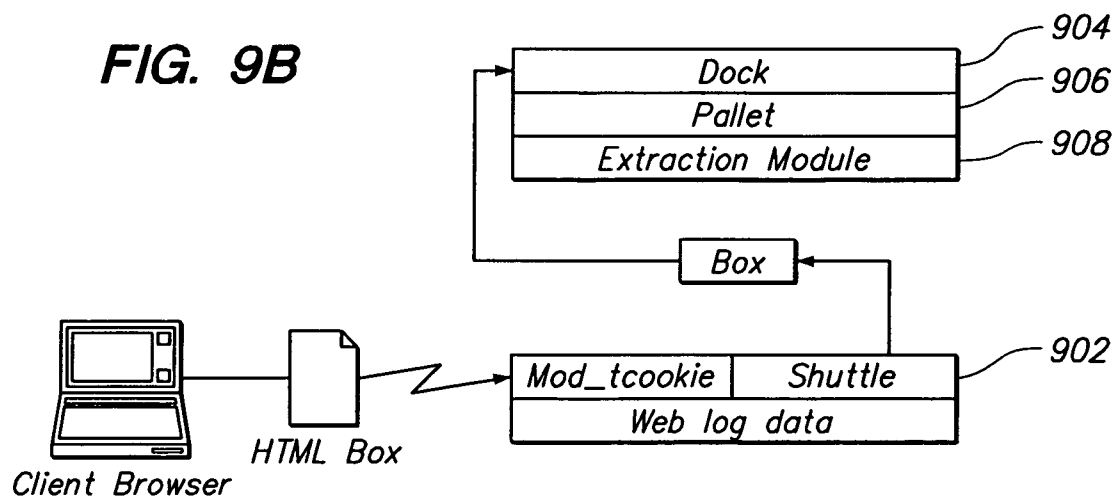 FIG. 9B
904
Dock
906
Pallet
908
Extraction Module
Box
902
Mod_tcookie
Shuttle
Web log data
HTML Box
Client Browser